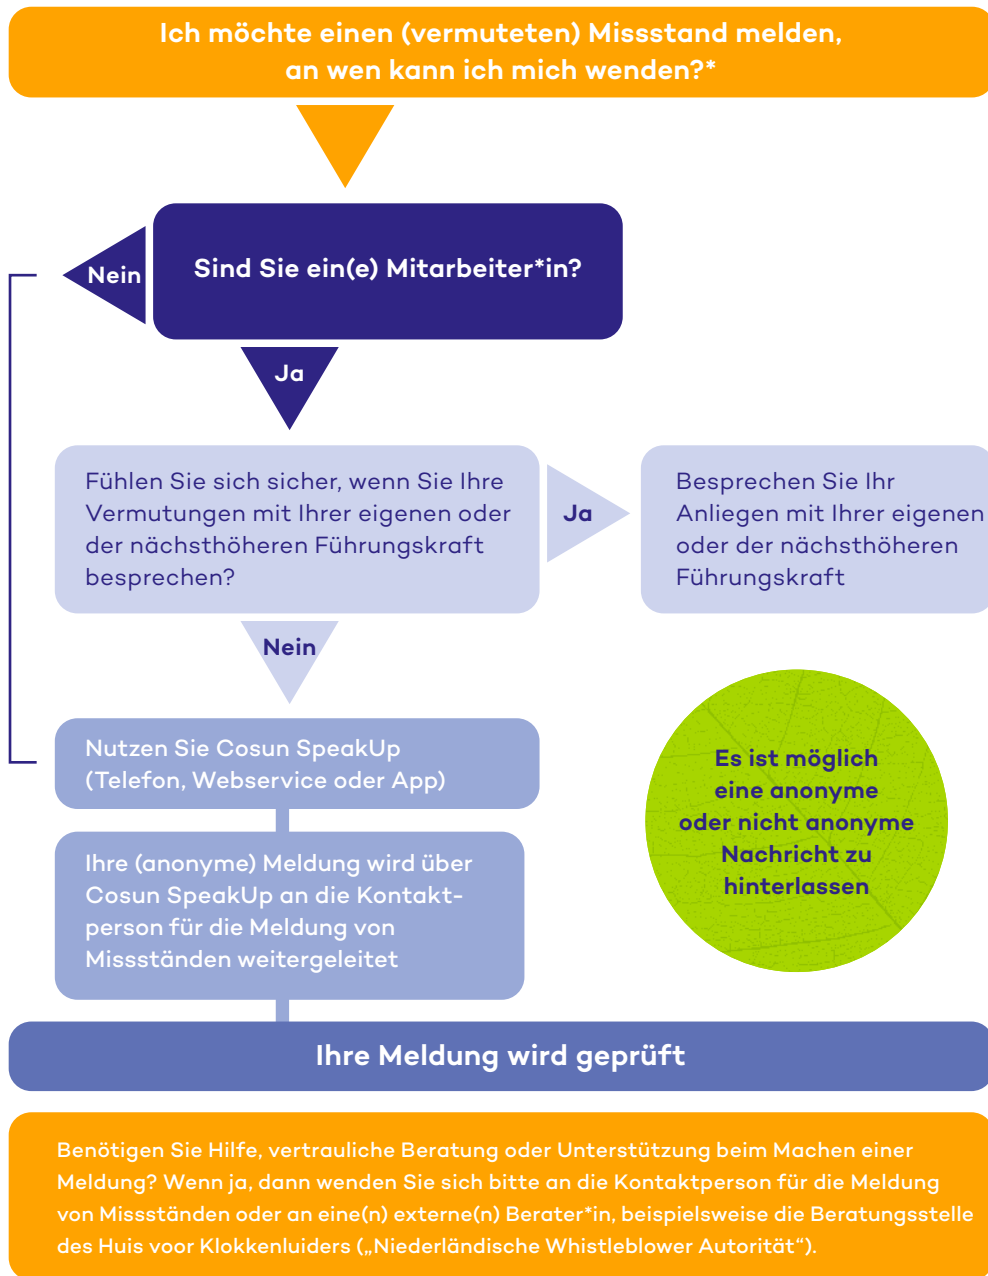 Ich möchte einen (vermuteten) Missstand melden,
an wen kann ich mich wenden?*
Nein
Sind Sie ein(e) Mitarbeiter*in?
Ja
Fühlen Sie sich sicher, wenn Sie Ihre
Vermutungen mit Ihrer eigenen oder
der nächsthöheren Führungskraft
besprechen?
Ja
Besprechen Sie Ihr
Anliegen mit Ihrer eigenen
oder der nächsthöheren
Führungskraft
Nein
Nutzen Sie Cosun SpeakUp
(Telefon, Webservice oder App)
Es ist möglich
eine anonyme
oder nicht anonyme
Nachricht zu
hinterlassen
Ihre (anonyme) Meldung wird über
Cosun SpeakUp an die Kontakt-
person für die Meldung von
Missständen weitergeleitet
Ihre Meldung wird geprüft
Benötigen Sie Hilfe, vertrauliche Beratung oder Unterstützung beim Machen einer
Meldung? Wenn ja, dann wenden Sie sich bitte an die Kontaktperson für die Meldung
von Missständen oder an eine(n) externe(n) Berater*in, beispielsweise die Beratungsstelle
des Huis voor Klokkenluiders („Niederländische Whistleblower Autorität“).